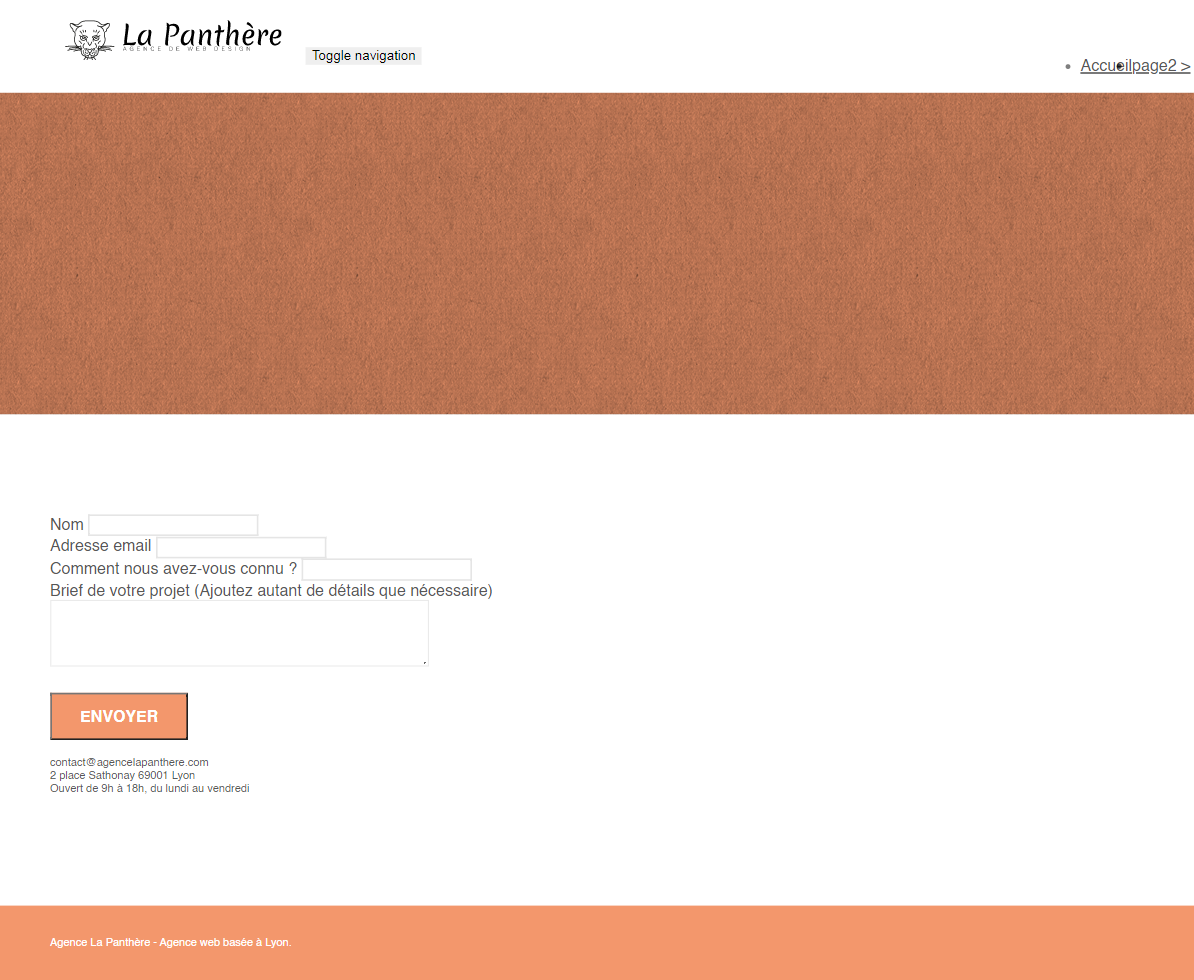 La Panthère
AGENCE DE WEB DESIGN
Toggle navigation
Accueilpage2 >
Nom
Adresse email
Comment nous avez-vous connu ?
Brief de votre projet (Ajoutez autant de détails que nécessaire)
ENVOYER
contact@agencelapanthere.com
2 place Sathonay 69001 Lyon
Ouvert de 9h à 18h, du lundi au vendredi
Agence La Panthère - Agence web basée à Lyon.